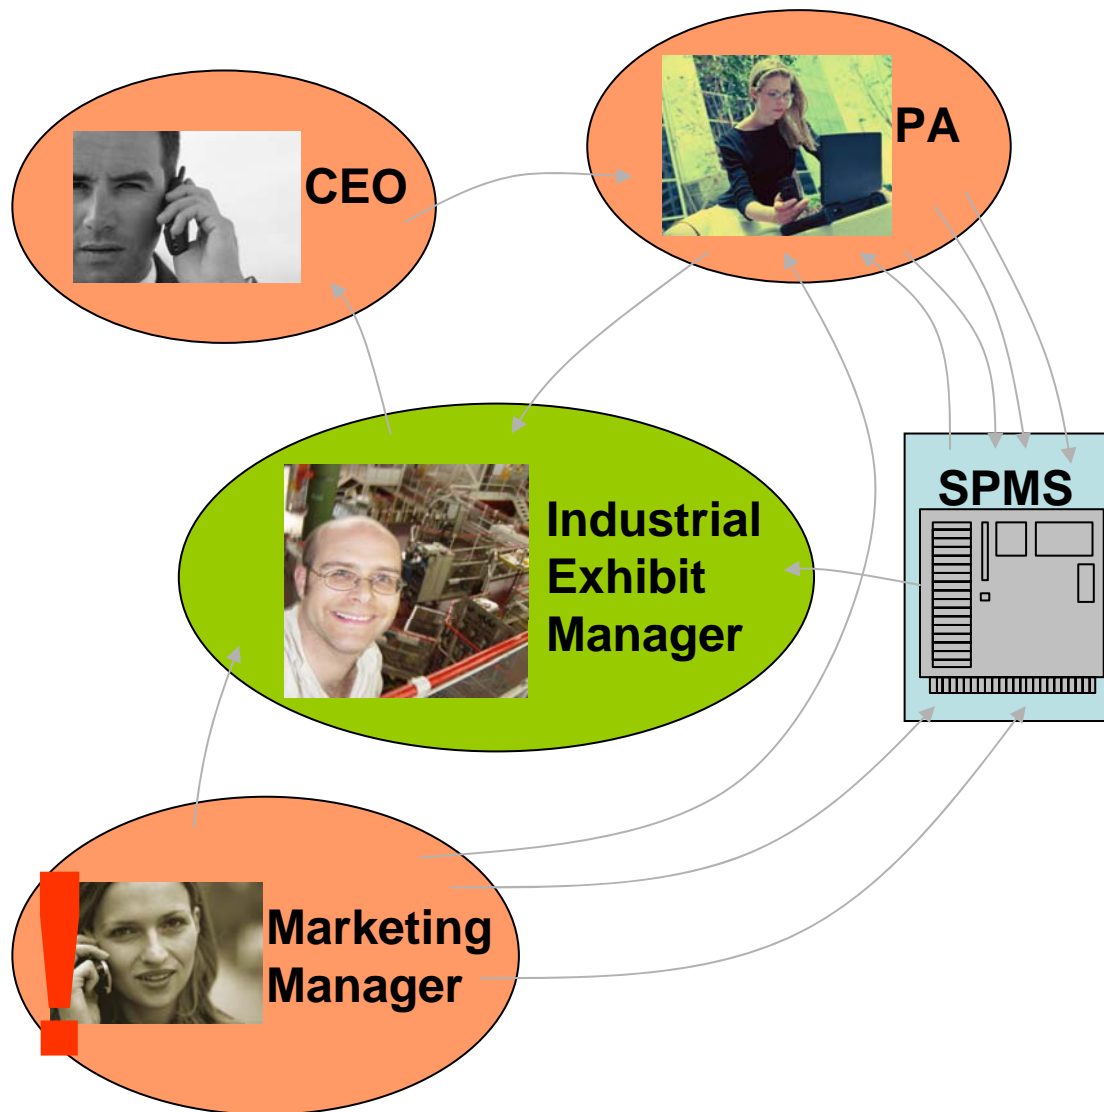 CEO
PA
SPMS
Industrial
Exhibit
Manager
!
Marketing
Manager